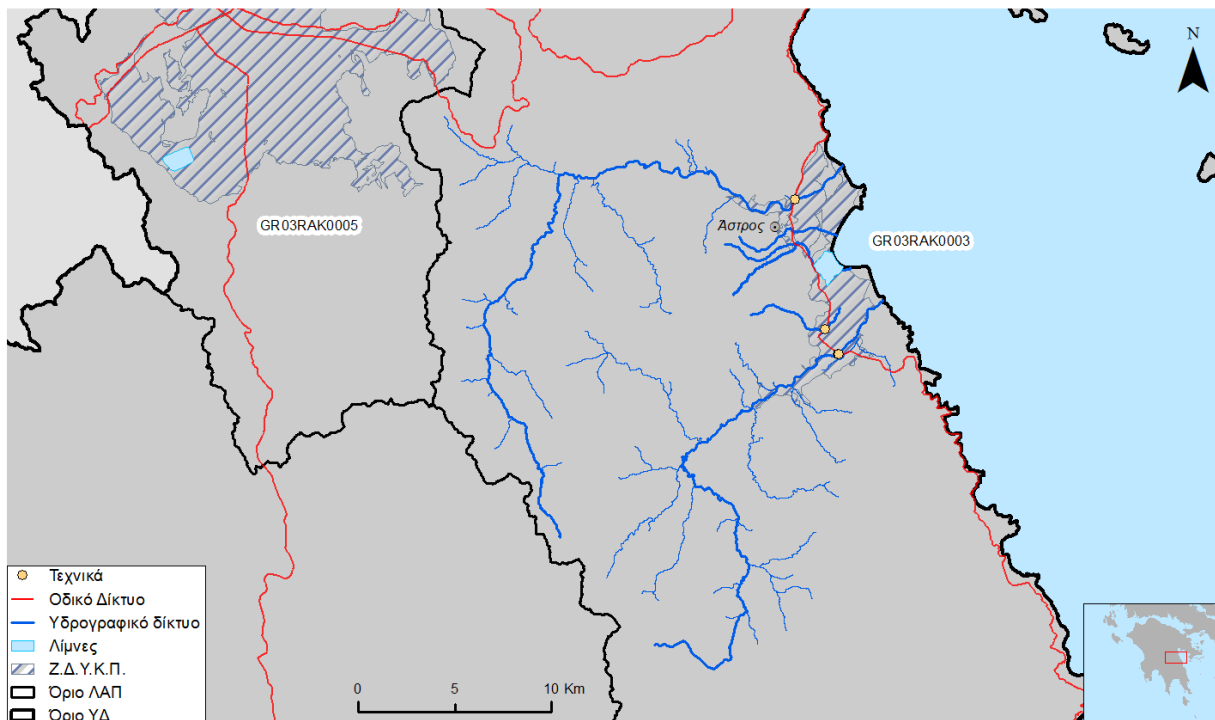 N
GR03RAK0005
Άστρος
GR03RAK0003
Τεχνικά
Οδικό Δίκτυο
Υδρογραφικό δίκτυο
Λίμνες
Ζ.Δ.Υ.Κ.Π.
Όριο ΛΑΠ
Όριο ΥΔ
0 5 10 Km